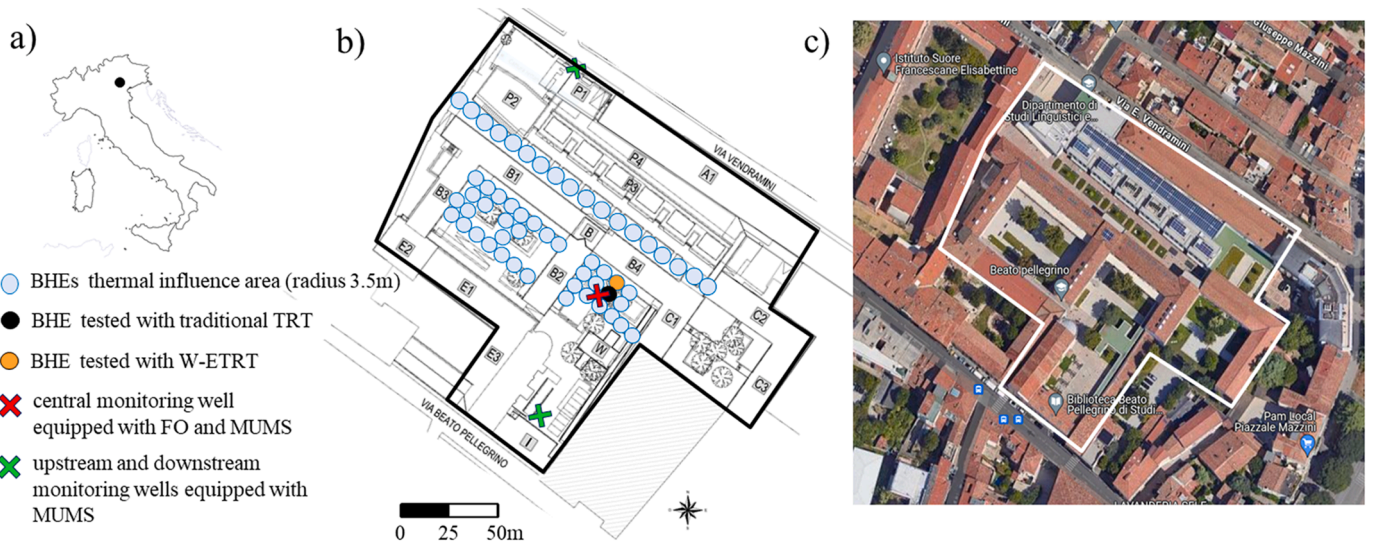 a)
BHEs thermal influence area (radius 3.5m)
BHE tested with traditional TRT
BHE tested with W-ETRT
central monitoring well
equipped with FO and MUMS
upstream and downstream
monitoring wells equipped with
MUMS
b)
P1
P2
VIA VENDRAMINI
P4
A1
P3
B1
B3
B
E2
B4
B2
E1
C1
C2
W
E3
C3
I
VIA BEATO PELLEGRINO
0 25 50m
c)
Giuseppe Mazzini
Istituto Suore
Francescane Elisabettine
Dipartimento di
Studi Linguistici e...
Via E. Vendramini
Beato pellegrino
Biblioteca Beato
Pellegrino di Studi
Pam Local
Piazzale Mazzini